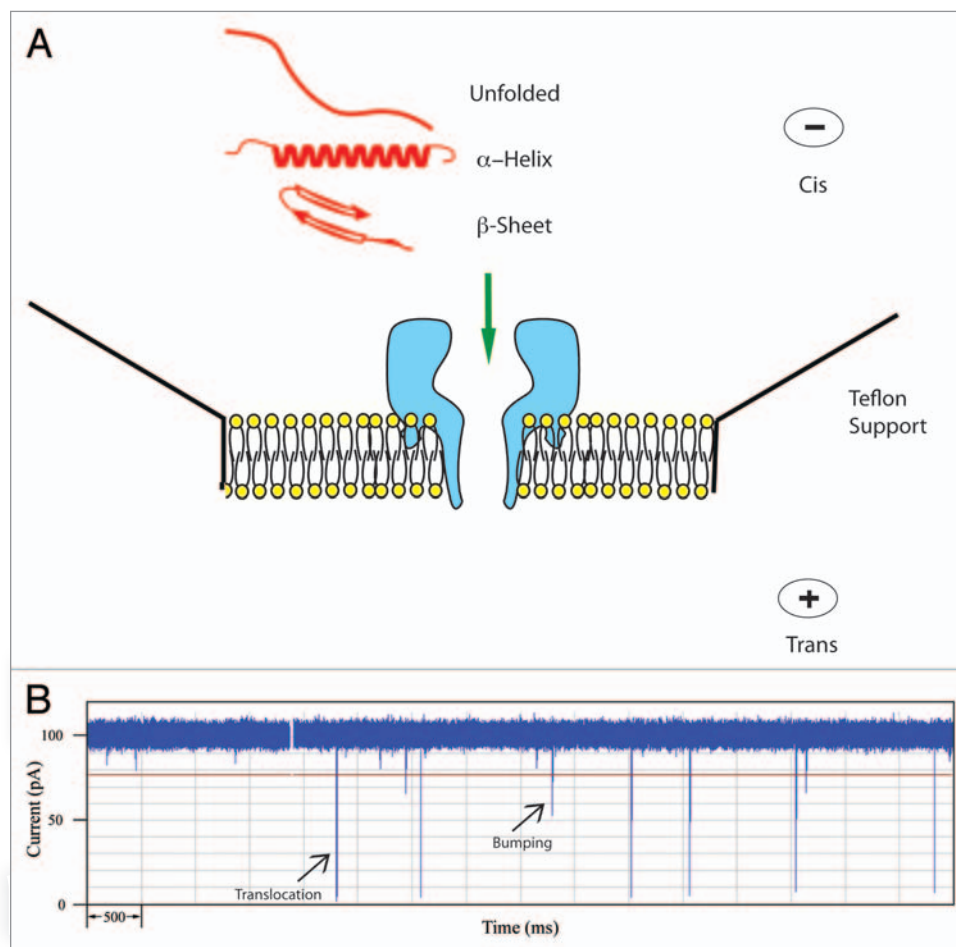 A
Unfolded
α–Helix
β-Sheet
−
Cis
Teflon
Support
+
Trans
B
Current (pA)
100
50
0
Translocation
Bumping
500
Time (ms)